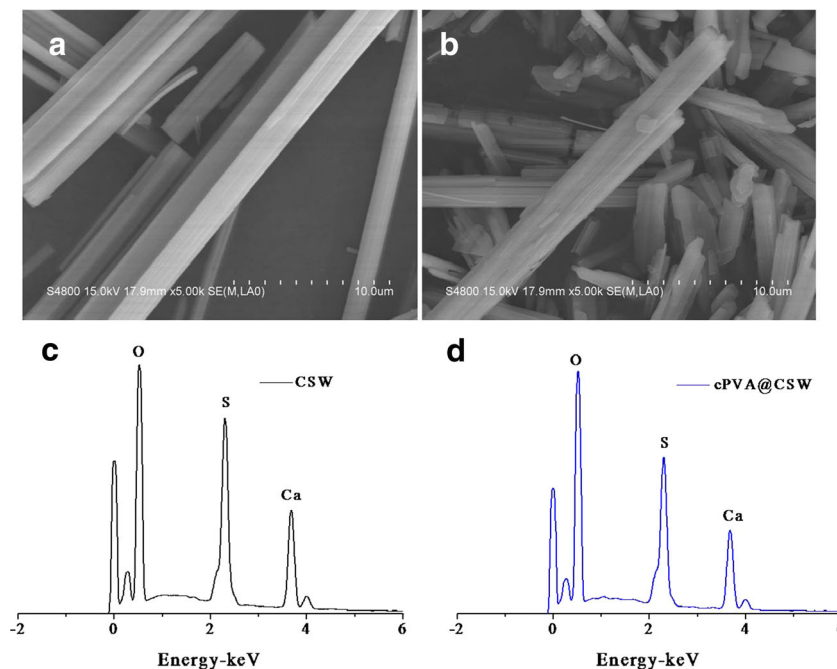 a
b
S4800 15.0kV 17.9mm x5.00k SE(M,LA0)
10.0um
S4800 15.0kV 17.9mm x5.00k SE(M,LA0)
10.0um
c
O
CSW
S
Ca
-2 0 2 4 6
Energy-keV
d
O
cPVA@CSW
S
Ca
-2 0 2 4
Energy-keV